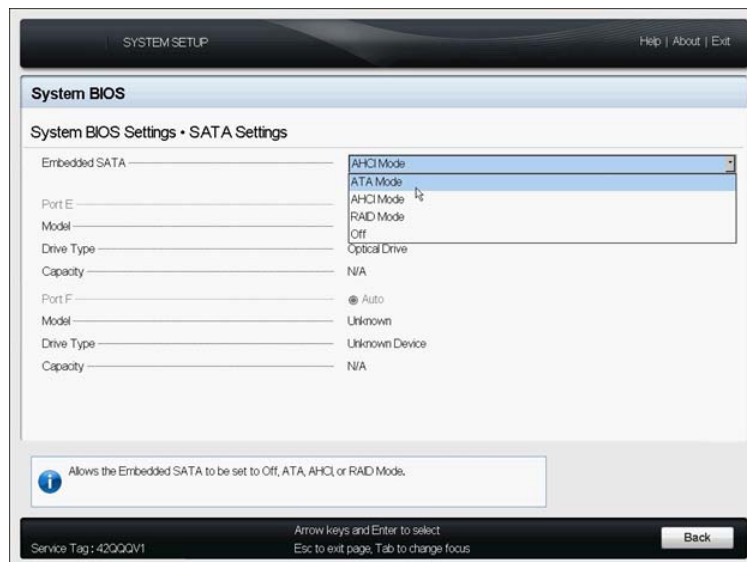 SYSTEM SETUP
Help | About | Exit
System BIOS
System BIOS Settings • SATA Settings
Embedded SATA
AHCI Mode
ATA Mode
AHCI Mode
RAID Mode
Off
Port E
Model
Drive Type
Optical Drive
Capacity
N/A
Port F
Auto
Model
Unknown
Drive Type
Unknown Device
Capacity
N/A
Allows the Embedded SATA to be set to Off, ATA, AHCI, or RAID Mode.
Service Tag : 42QQQV1
Arrow keys and Enter to select
Esc to exit page, Tab to change focus
Back